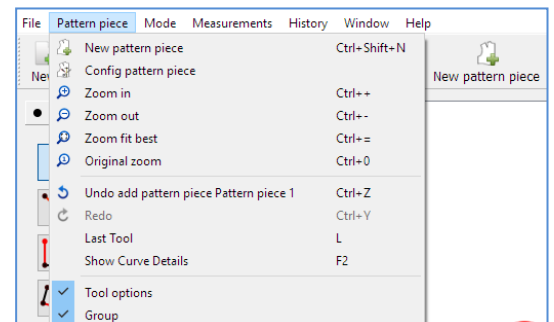 File Pattern piece Mode Measurements History Window Help
New pattern piece Ctrl+Shift+N
Config pattern piece
New pattern piece
Zoom in Ctrl++
Zoom out Ctrl+-
Zoom fit best Ctrl+=
Original zoom Ctrl+0
Undo add pattern piece Pattern piece 1 Ctrl+Z
Redo Ctrl+Y
Last Tool L
Show Curve Details F2
Tool options
Group